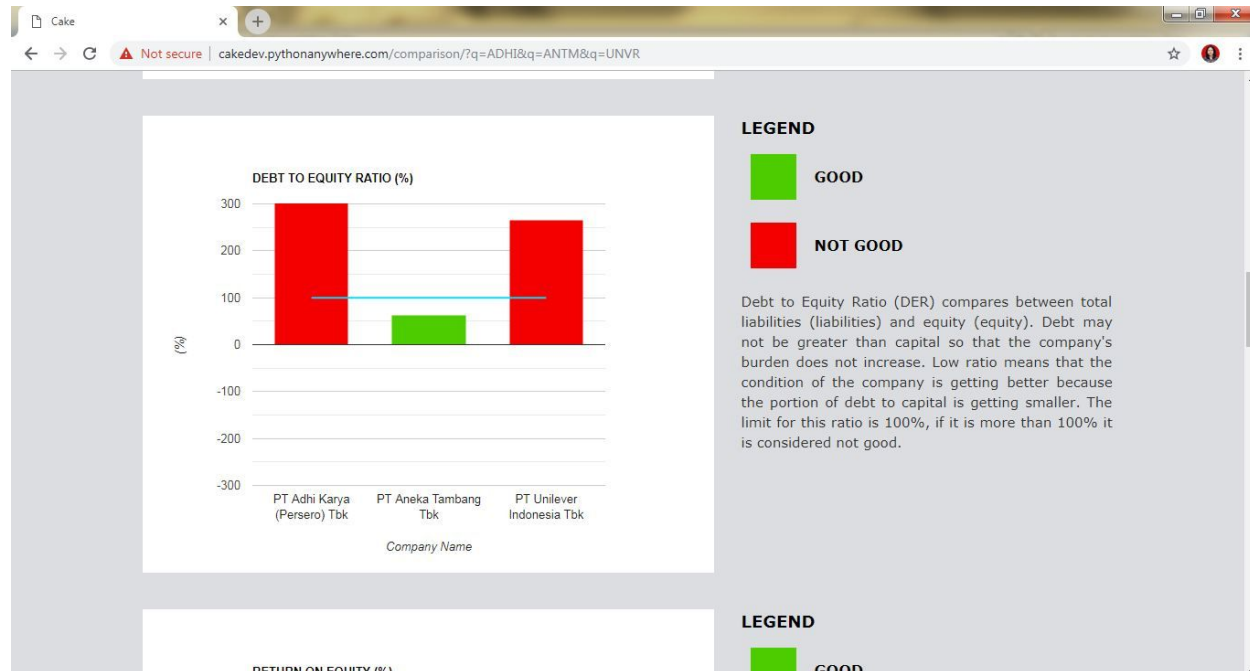 Cake
Not secure | cakedev.pythonanywhere.com/comparison/?q=ADHI&q=ANTM&q=UNVR
DEBT TO EQUITY RATIO (%)
300
200
100
0
-100
-200
-300
(%)
PT Adhi Karya
(Persero) Tbk
PT Aneka Tambang
Tbk
PT Unilever
Indonesia Tbk
Company Name
LEGEND
GOOD
NOT GOOD
Debt to Equity Ratio (DER) compares between total
liabilities (liabilities) and equity (equity). Debt may
not be greater than capital so that the company's
burden does not increase. Low ratio means that the
condition of the company is getting better because
the portion of debt to capital is getting smaller. The
limit for this ratio is 100%, if it is more than 100% it
is considered not good.
RETURN ON EQUITY (%)
LEGEND
GOOD